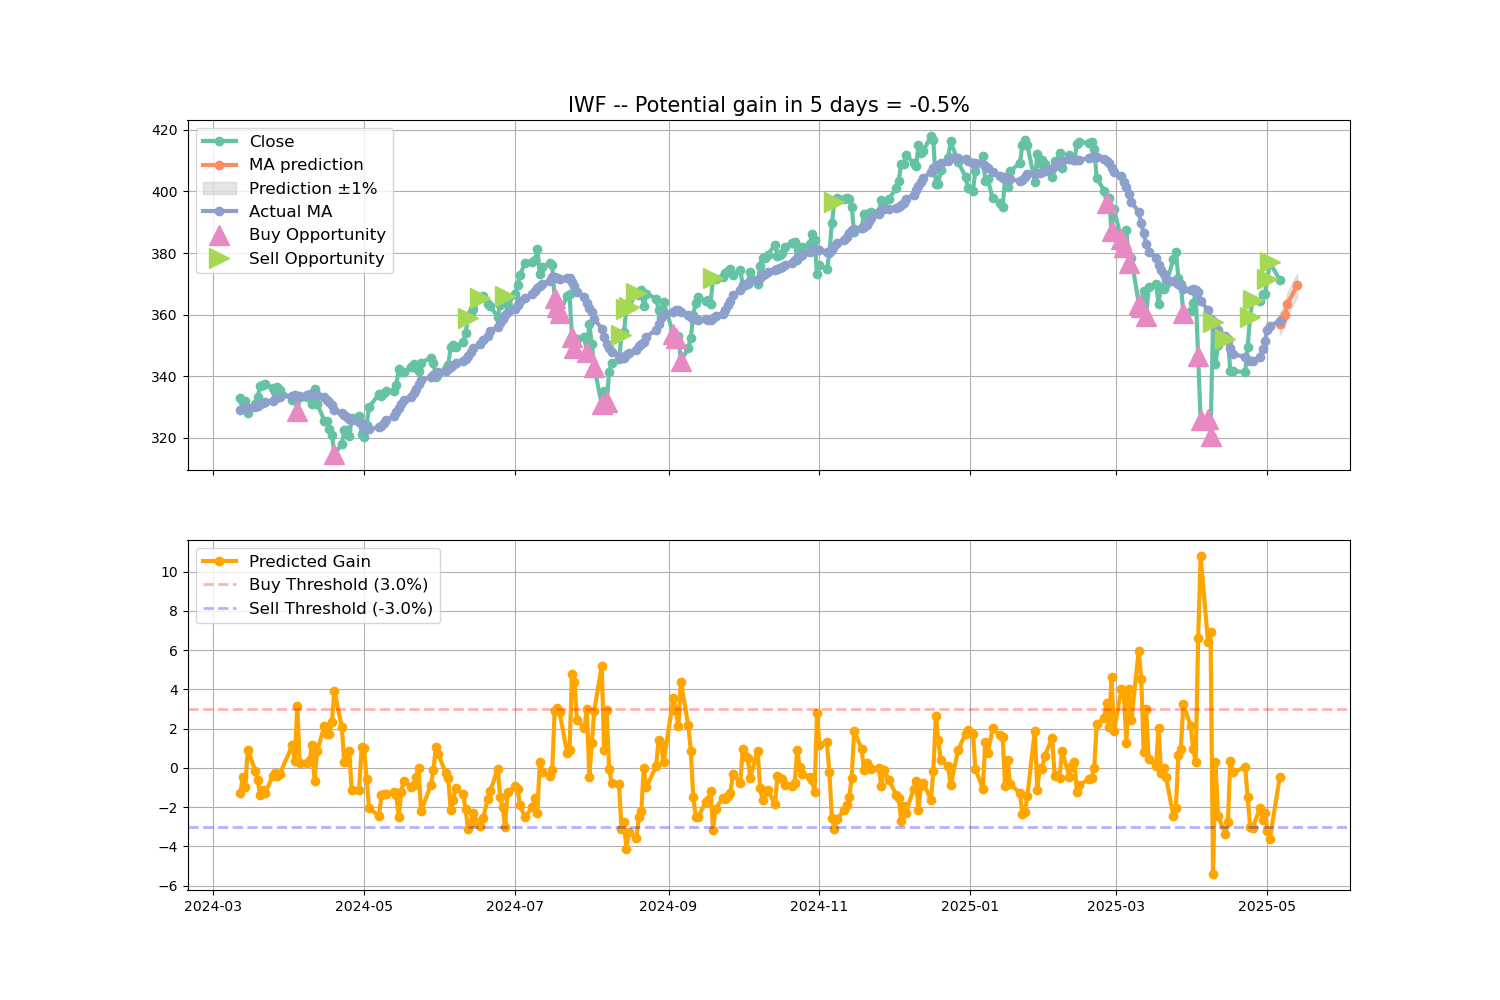 IWF -- Potential gain in 5 days = -0.5%
420
400
380
360
340
320
Close
MA prediction
Prediction ±1%
Actual MA
Buy Opportunity
Sell Opportunity
10
8
6
4
2
0
−2
−4
−6
Predicted Gain
Buy Threshold (3.0%)
Sell Threshold (-3.0%)
2024-03
2024-05
2024-07
2024-09
2024-11
2025-01
2025-03
2025-05